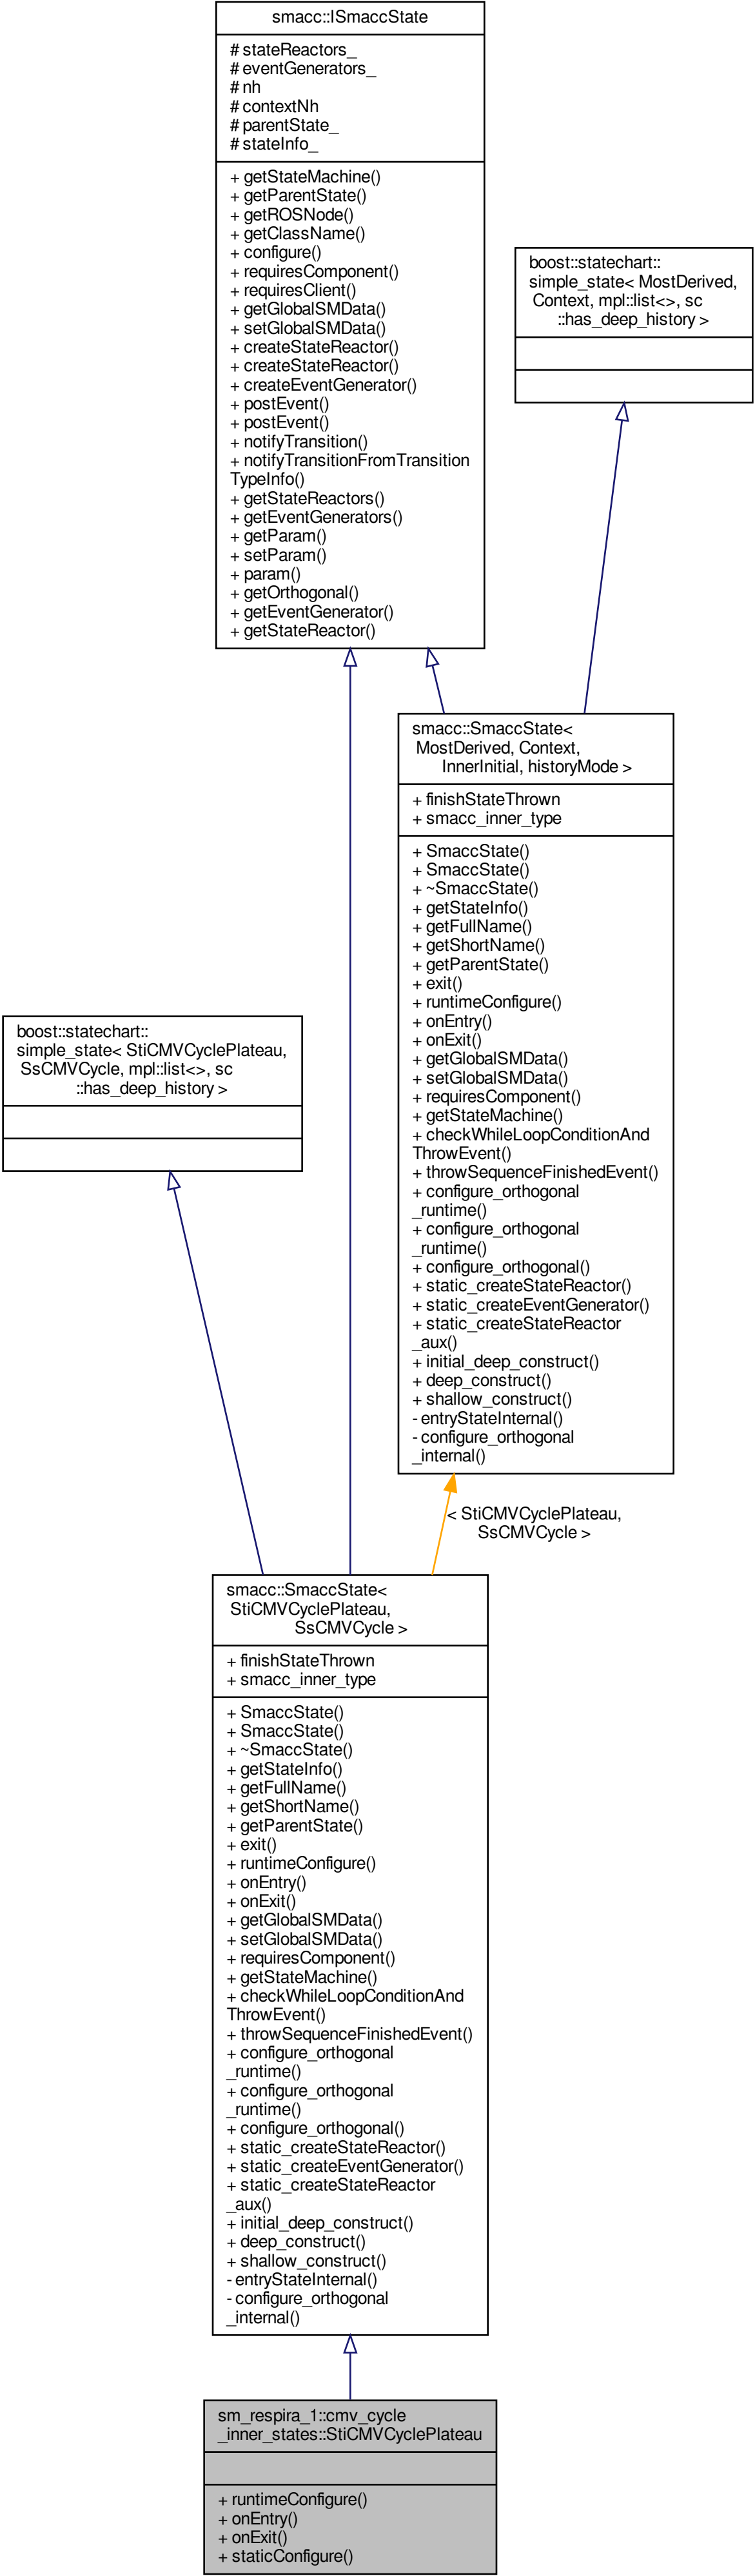 smacc::ISmaccState
# stateReactors_
# eventGenerators_
# nh
# contextNh
# parentState_
# stateInfo_
+ getStateMachine()
+ getParentState()
+ getROSNode()
+ getClassName()
+ configure()
+ requiresComponent()
+ requiresClient()
+ getGlobalSMData()
+ setGlobalSMData()
+ createStateReactor()
+ createStateReactor()
+ createEventGenerator()
+ postEvent()
+ postEvent()
+ notifyTransition()
+ notifyTransitionFromTransition
TypeInfo()
+ getStateReactors()
+ getEventGenerators()
+ getParam()
+ setParam()
+ param()
+ getOrthogonal()
+ getEventGenerator()
+ getStateReactor()
boost::statechart::
simple_state< MostDerived,
Context, mpl::list<>, sc
::has_deep_history >
smacc::SmaccState<
MostDerived, Context,
InnerInitial, historyMode >
+ finishStateThrown
+ smacc_inner_type
+ SmaccState()
+ SmaccState()
+ ~SmaccState()
+ getStateInfo()
+ getFullName()
+ getShortName()
+ getParentState()
+ exit()
+ runtimeConfigure()
+ onEntry()
+ onExit()
+ getGlobalSMData()
+ setGlobalSMData()
+ requiresComponent()
+ getStateMachine()
+ checkWhileLoopConditionAnd
ThrowEvent()
+ throwSequenceFinishedEvent()
+ configure_orthogonal
_runtime()
+ configure_orthogonal
_runtime()
+ configure_orthogonal()
+ static_createStateReactor()
+ static_createEventGenerator()
+ static_createStateReactor
_aux()
+ initial_deep_construct()
+ deep_construct()
+ shallow_construct()
- entryStateInternal()
- configure_orthogonal
_internal()
boost::statechart::
simple_state< StiCMVCyclePlateau,
SsCMVCycle, mpl::list<>, sc
::has_deep_history >
< StiCMVCyclePlateau,
SsCMVCycle >
smacc::SmaccState<
StiCMVCyclePlateau,
SsCMVCycle >
+ finishStateThrown
+ smacc_inner_type
+ SmaccState()
+ SmaccState()
+ ~SmaccState()
+ getStateInfo()
+ getFullName()
+ getShortName()
+ getParentState()
+ exit()
+ runtimeConfigure()
+ onEntry()
+ onExit()
+ getGlobalSMData()
+ setGlobalSMData()
+ requiresComponent()
+ getStateMachine()
+ checkWhileLoopConditionAnd
ThrowEvent()
+ throwSequenceFinishedEvent()
+ configure_orthogonal
_runtime()
+ configure_orthogonal
_runtime()
+ configure_orthogonal()
+ static_createStateReactor()
+ static_createEventGenerator()
+ static_createStateReactor
_aux()
+ initial_deep_construct()
+ deep_construct()
+ shallow_construct()
- entryStateInternal()
- configure_orthogonal
_internal()
sm_respira_1::cmv_cycle
_inner_states::StiCMVCyclePlateau
+ runtimeConfigure()
+ onEntry()
+ onExit()
+ staticConfigure()